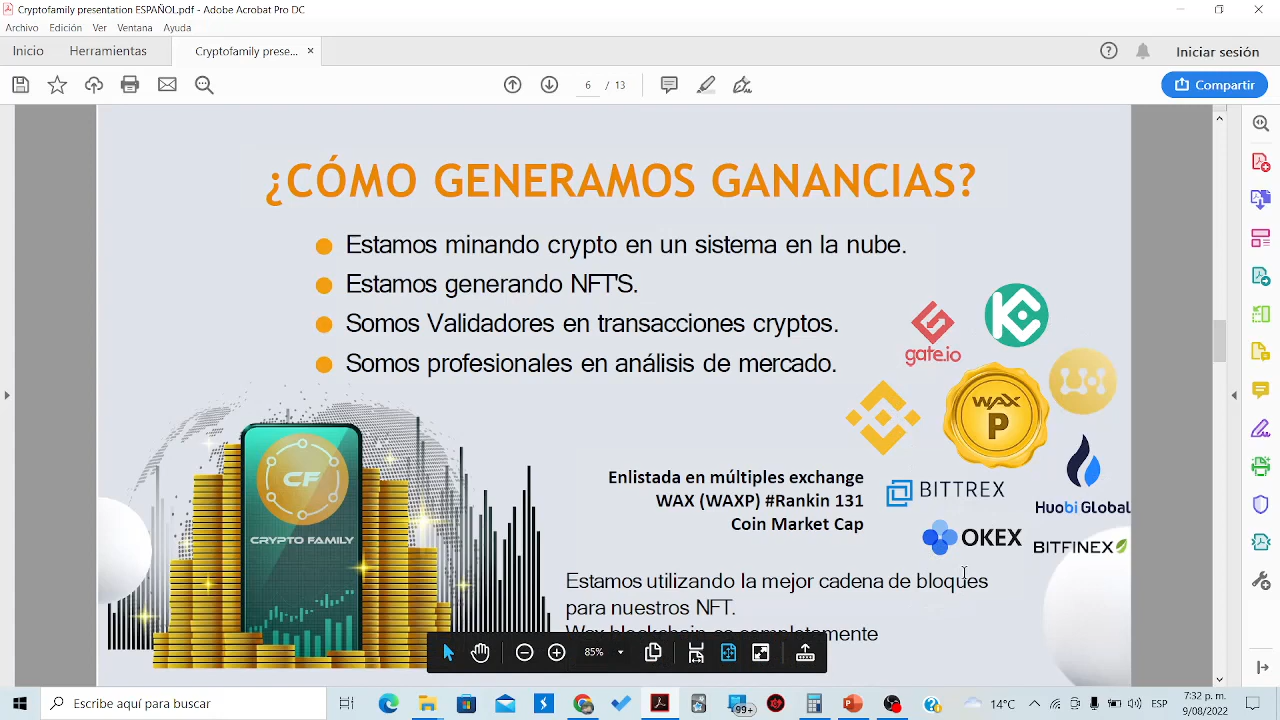 Cryptofamily presentation ESPAÑOL.pdf - Adobe Acrobat Pro DC
Archivo Edición Ver Ventana Ayuda
Inicio Herramientas Cryptofamily prese... × Iniciar sesión
6 / 13 Compartir
¿CÓMO GENERAMOS GANANCIAS?
Estamos minando crypto en un sistema en la nube.
Estamos generando NFT'S.
Somos Validadores en transacciones cryptos.
Somos profesionales en análisis de mercado.
gate.io
WAX
P
CF
CRYPTO FAMILY
Enlistada en múltiples exchange
WAX (WAXP) #Rankin 131
Coin Market Cap
BITTREX
Huobi Global
OKEX
BITFINEX
Estamos utilizando la mejor cadena de bloques
para nuestros NFT.
85%
Escribe aquí para buscar
99+
14°C
ESP
7:32 p. m.
9/08/2022